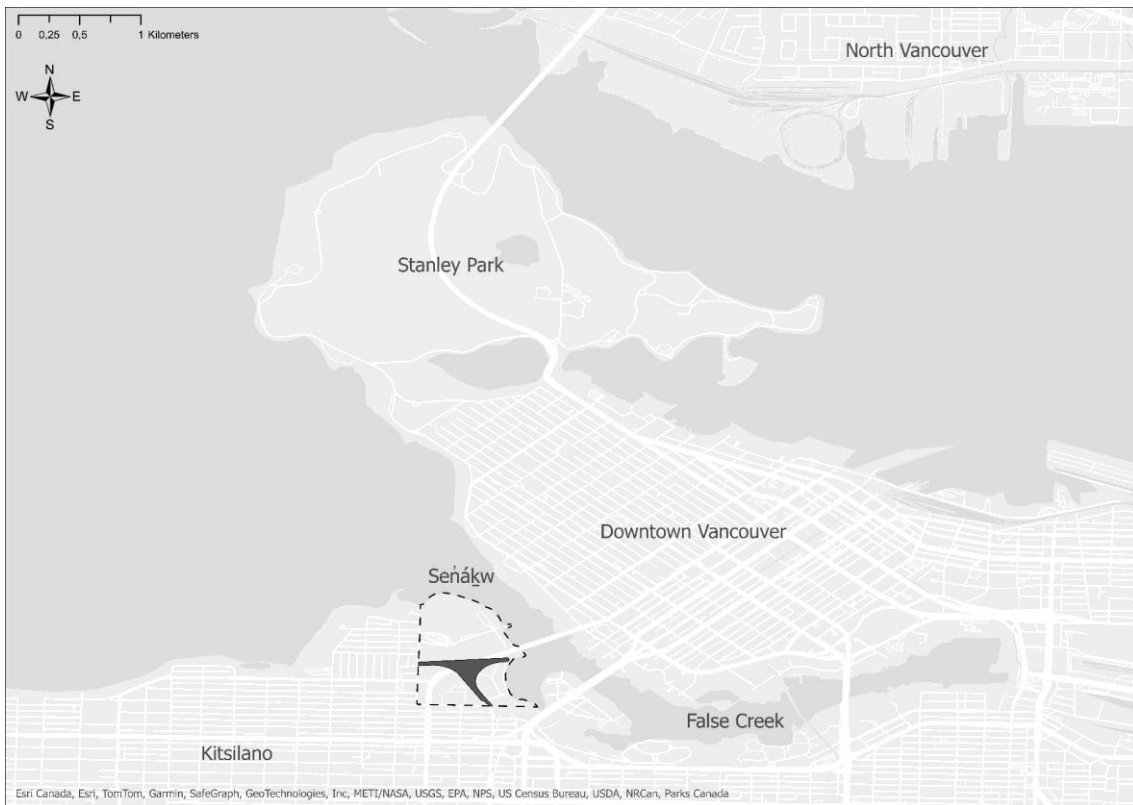 0 0,25 0,5 1 Kilometers
N
W E
S
North Vancouver
Stanley Park
Downtown Vancouver
Sen̓áḵw
False Creek
Kitsilano
Esri Canada, Esri, TomTom, Garmin, SafeGraph, GeoTechnologies, Inc, METI/NASA, USGS, EPA, NPS, US Census Bureau, USDA, NRCan, Parks Canada